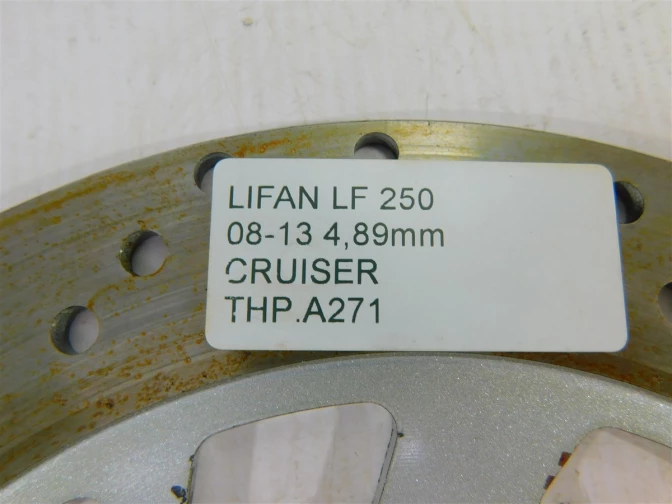 LIFAN LF 250
08-13 4,89mm
CRUISER
THP.A271